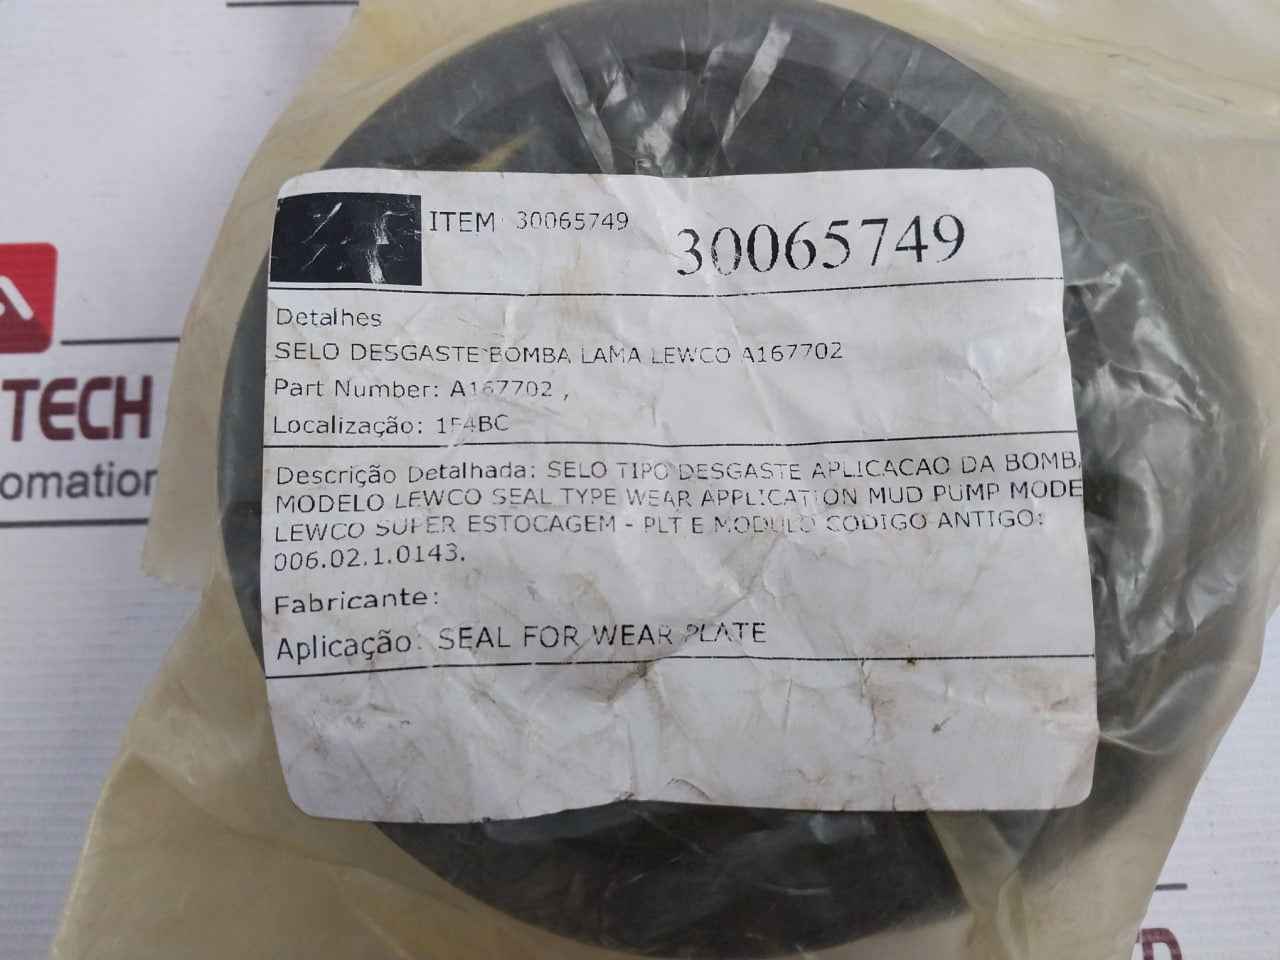 ITEM 30065749
30065749
Detalhes
SELO DESGASTE BOMBA LAMA LEWCO A167702
Part Number: A167702 ,
Localização: 1F4BC
Descrição Detalhada: SELO TIPO DESGASTE APLICACAO DA BOMB
MODELO LEWCO SEAL TYPE WEAR APPLICATION MUD PUMP MODE
LEWCO SUPER ESTOCAGEM - PLT E MODULO CODIGO ANTIGO:
006.02.1.0143.
Fabricante:
Aplicação: SEAL FOR WEAR PLATE
TECH
omation